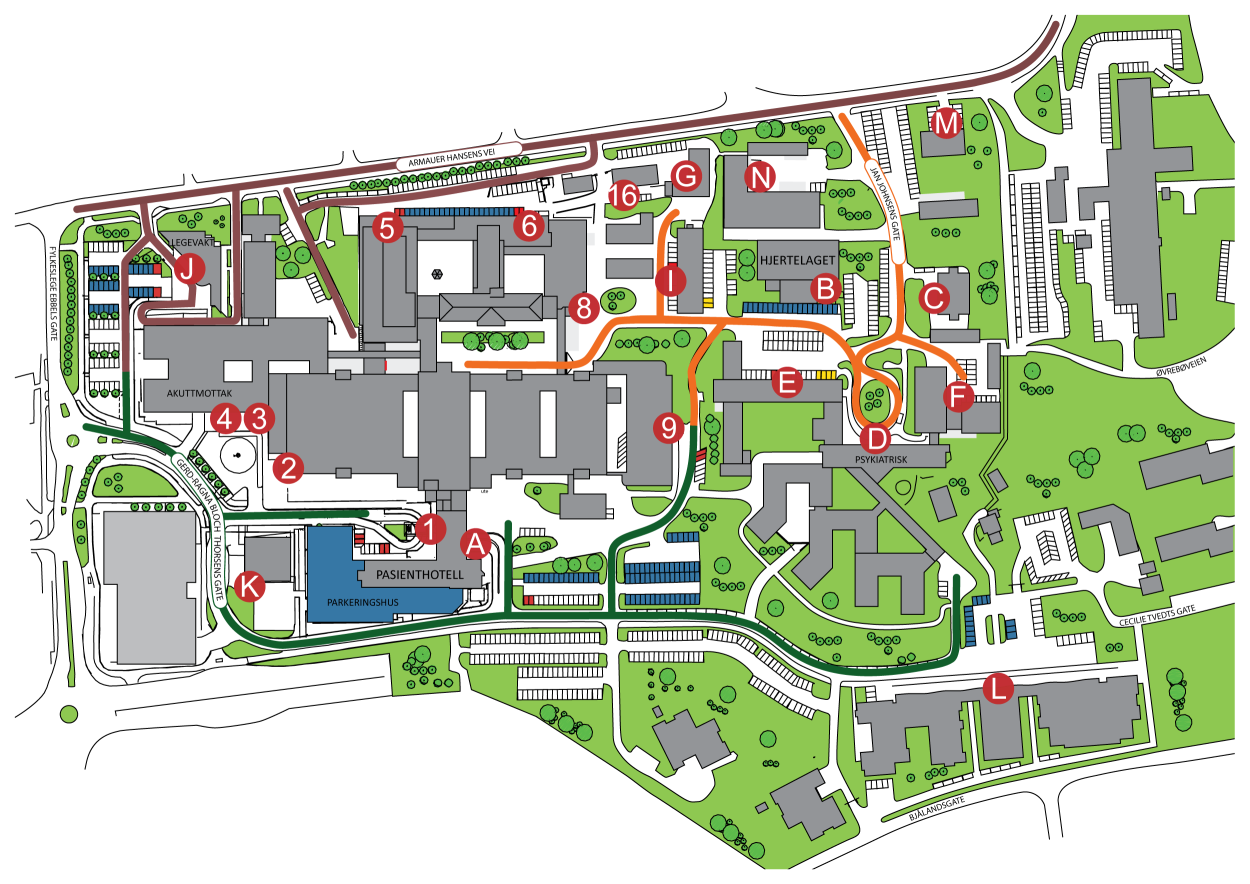 ARMAUER HANSENS VEI
M
G
N
16
JAN JOHNSENS GATE
5
6
LEGEVAKT
HJERTELAGET
J
I
B
C
FYLKESLEGE EBBELS GATE
8
ØVREBØVEIEN
E
AKUTTMOTTAK
F
4
3
9
D
PSYKIATRISK
2
GERD-RAGNA BLOCH THORSENS GATE
ute
1
A
PASIENTHOTELL
K
PARKERINGSHUS
CECILIE TVEDTS GATE
L
BJÅLANDSGATE